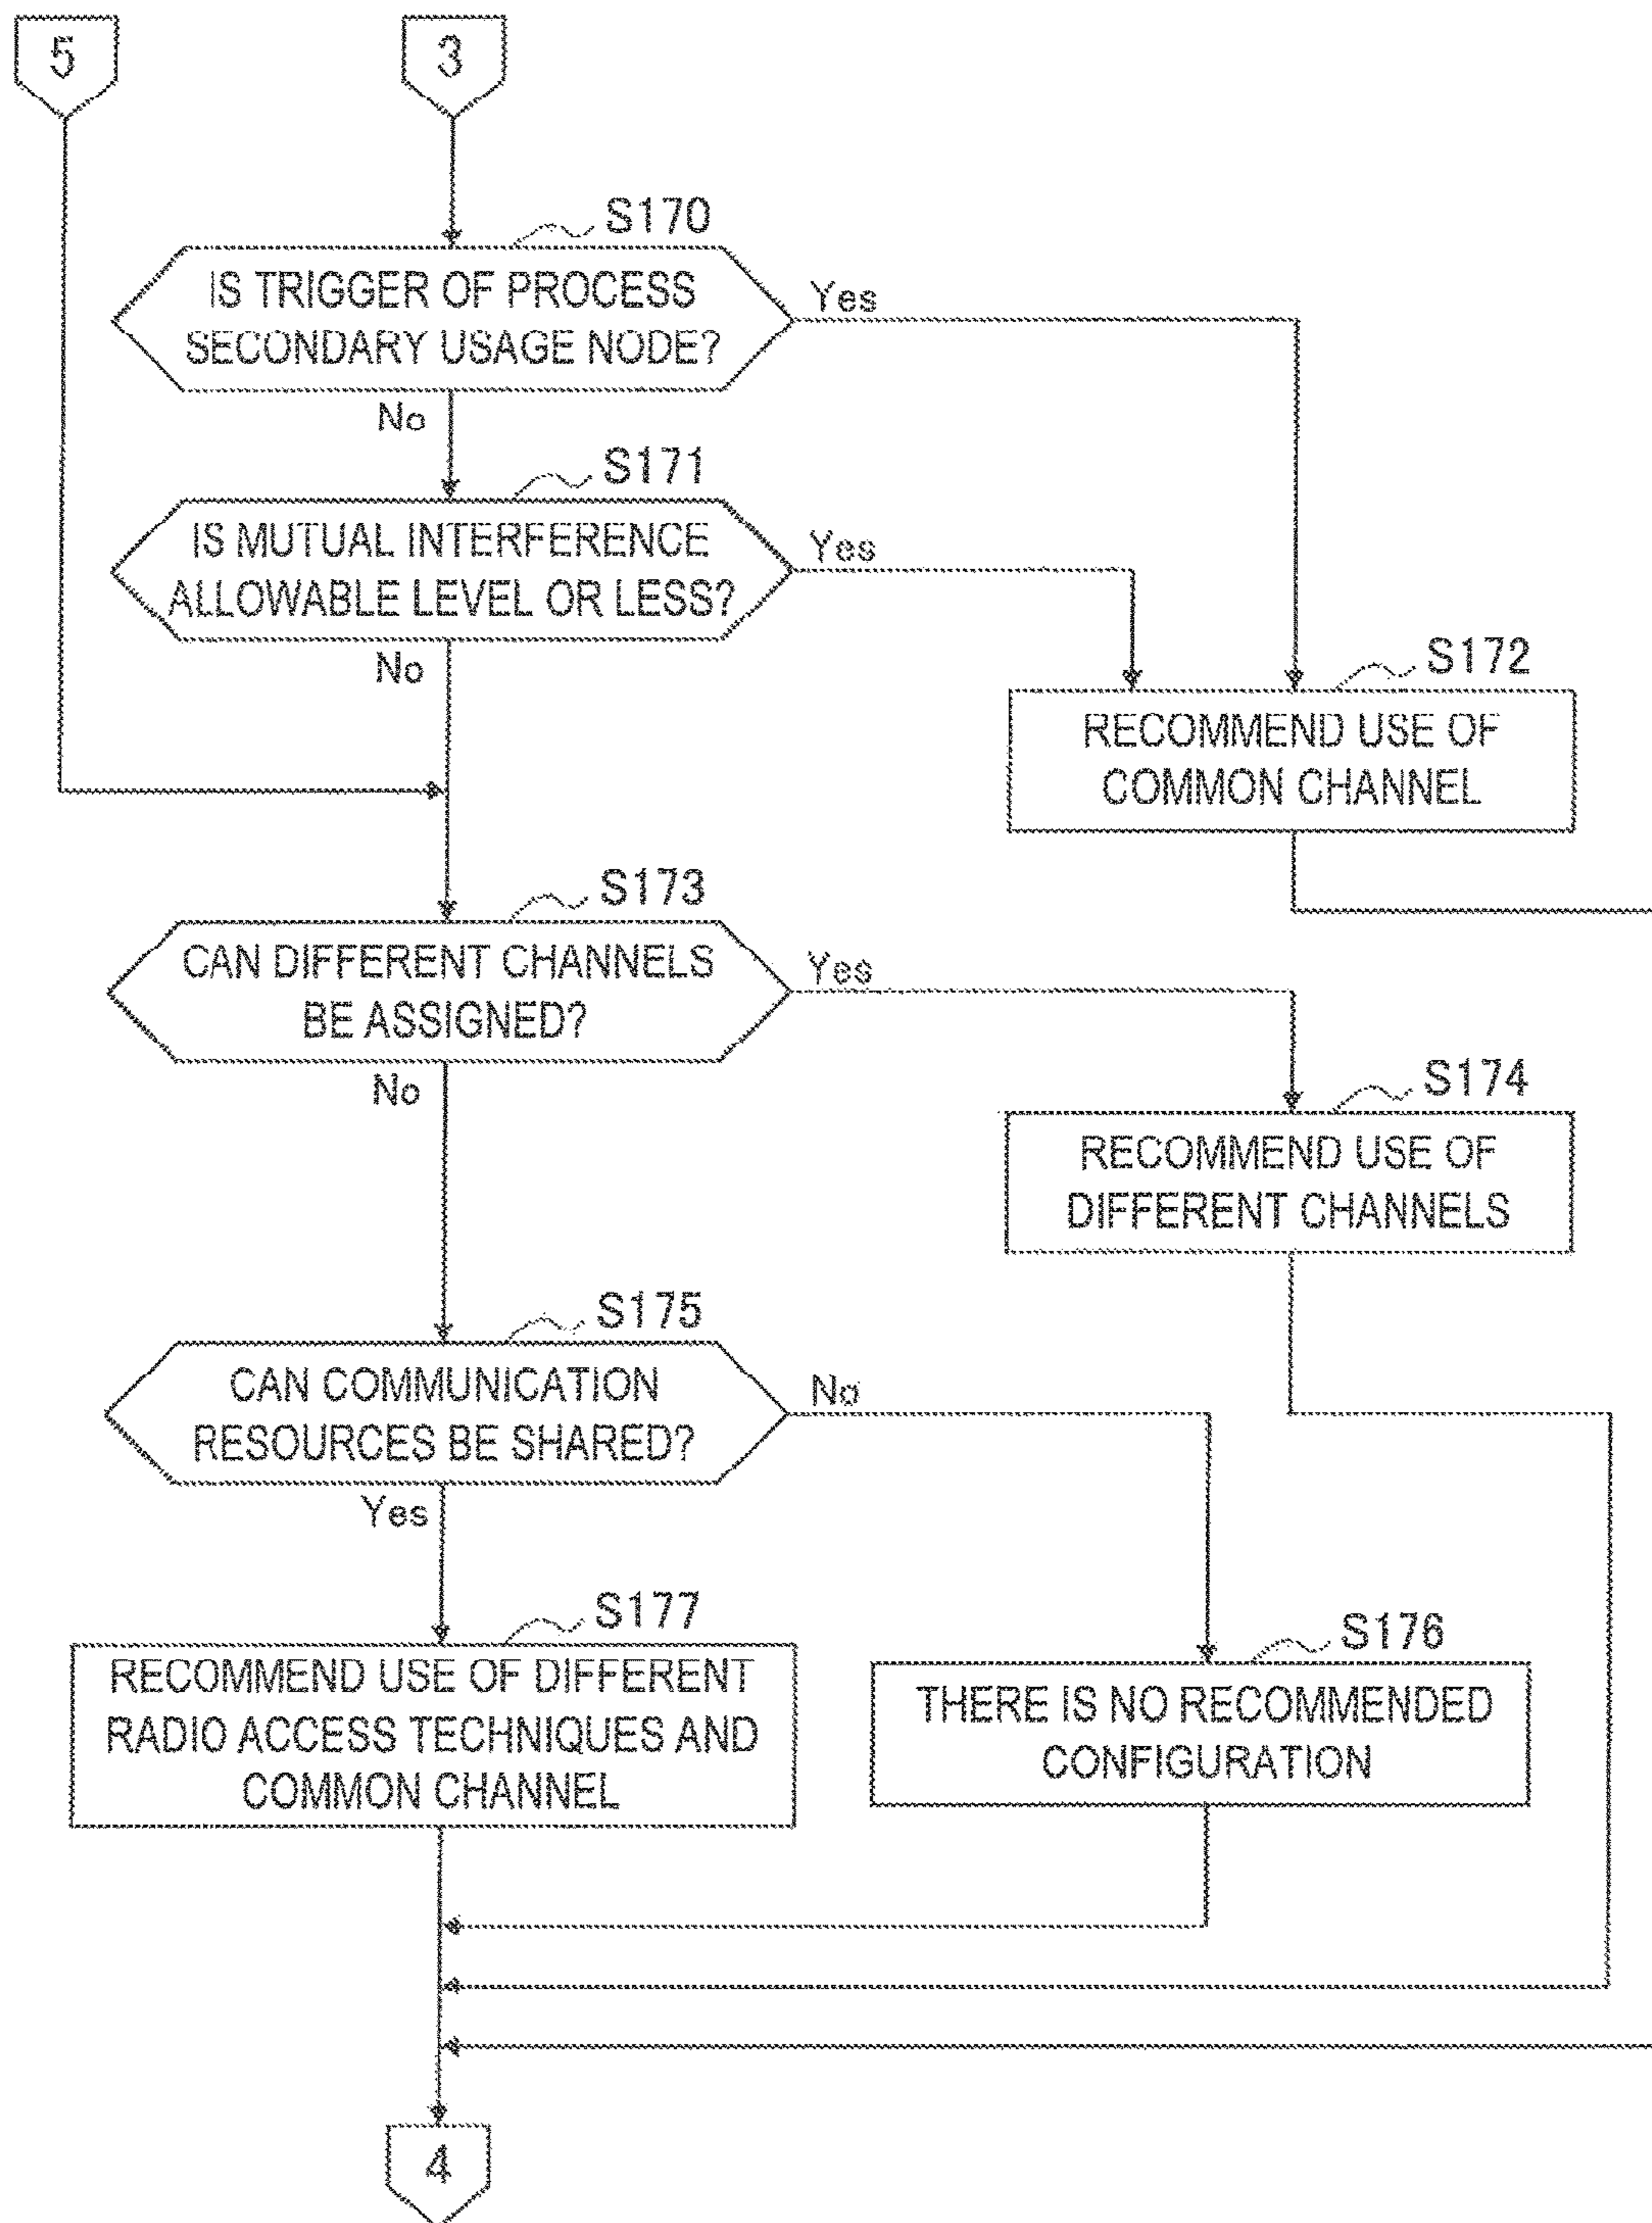 5
3
S170
IS TRIGGER OF PROCESS
SECONDARY USAGE NODE?
Yes
No
S171
IS MUTUAL INTERFERENCE
ALLOWABLE LEVEL OR LESS?
Yes
No
S172
RECOMMEND USE OF
COMMON CHANNEL
S173
CAN DIFFERENT CHANNELS
BE ASSIGNED?
Yes
No
S174
RECOMMEND USE OF
DIFFERENT CHANNELS
S175
CAN COMMUNICATION
RESOURCES BE SHARED?
No
Yes
S177
RECOMMEND USE OF DIFFERENT
RADIO ACCESS TECHNIQUES AND
COMMON CHANNEL
S176
THERE IS NO RECOMMENDED
CONFIGURATION
4